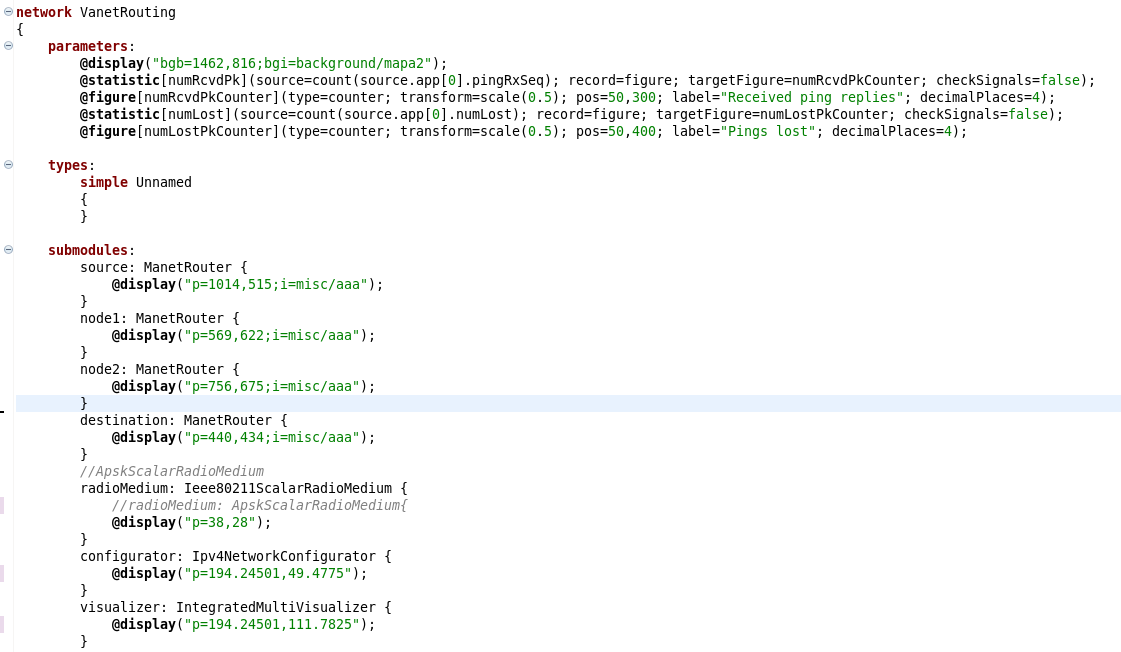 network VanetRouting
{
    parameters:
        @display("bgb=1462,816;bgi=background/mapa2");
        @statistic[numRcvdPk](source=count(source.app[0].pingRxSeq); record=figure; targetFigure=numRcvdPkCounter; checkSignals=false);
        @figure[numRcvdPkCounter](type=counter; transform=scale(0.5); pos=50,300; label="Received ping replies"; decimalPlaces=4);
        @statistic[numLost](source=count(source.app[0].numLost); record=figure; targetFigure=numLostPkCounter; checkSignals=false);
        @figure[numLostPkCounter](type=counter; transform=scale(0.5); pos=50,400; label="Pings lost"; decimalPlaces=4);

    types:
        simple Unnamed
        {
        }

    submodules:
        source: ManetRouter {
            @display("p=1014,515;i=misc/aaa");
        }
        node1: ManetRouter {
            @display("p=569,622;i=misc/aaa");
        }
        node2: ManetRouter {
            @display("p=756,675;i=misc/aaa");
        }
        destination: ManetRouter {
            @display("p=440,434;i=misc/aaa");
        }
        //ApskScalarRadioMedium
        radioMedium: Ieee80211ScalarRadioMedium {
            //radioMedium: ApskScalarRadioMedium{
            @display("p=38,28");
        }
        configurator: Ipv4NetworkConfigurator {
            @display("p=194.24501,49.4775");
        }
        visualizer: IntegratedMultiVisualizer {
            @display("p=194.24501,111.7825");
        }